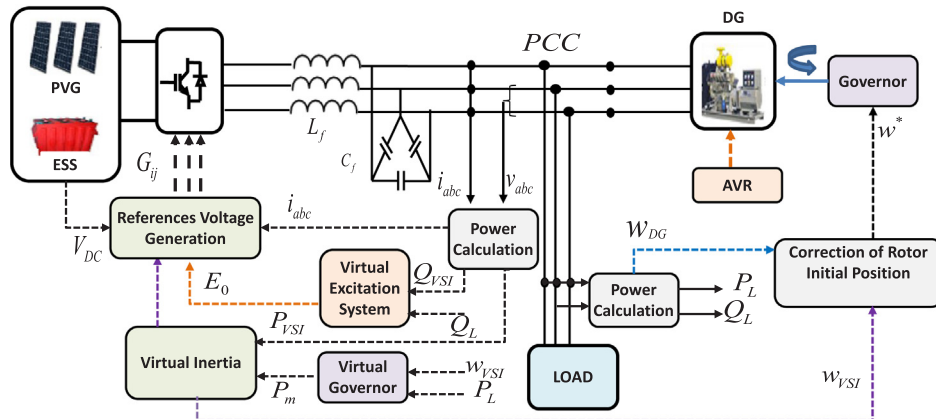 PCC
DG
PVG
Governor
L_f
ESS
C_f
w*
G_ij
i_abc
v_abc
AVR
References Voltage
Generation
i_abc
Power
Calculation
V_DC
w_DG
Correction of Rotor
Initial Position
Virtual
Excitation
System
Q_VSI
E_0
Power
Calculation
P_L
Q_L
P_VSI
Q_L
Virtual Inertia
Virtual
Governor
w_VSI
P_m
P_L
LOAD
w_VSI